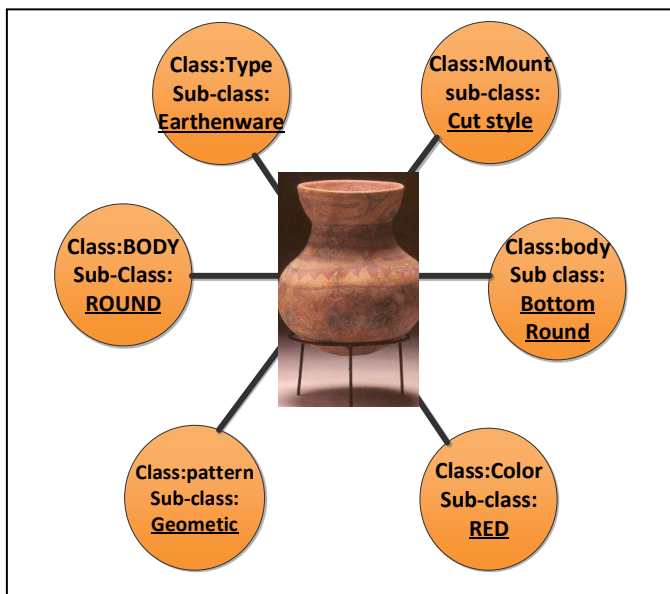 Class:Type
Sub-class:
Earthenware
Class:Mount
sub-class:
Cut style
Class:BODY
Sub-Class:
ROUND
Class:body
Sub class:
Bottom
Round
Class:pattern
Sub-class:
Geometic
Class:Color
Sub-class:
RED